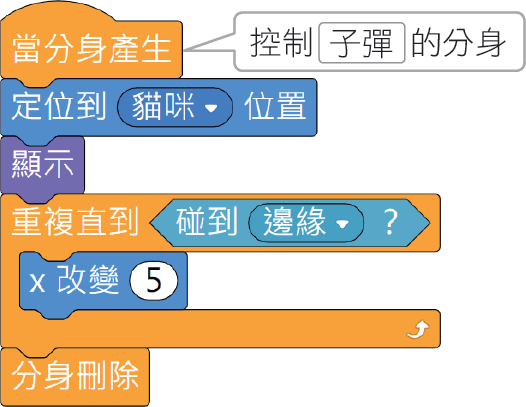 當分身產生 控制 子彈 的分身
定位到 貓咪 位置
顯示
重複直到 碰到 邊緣 ?
x 改變 5
分身刪除